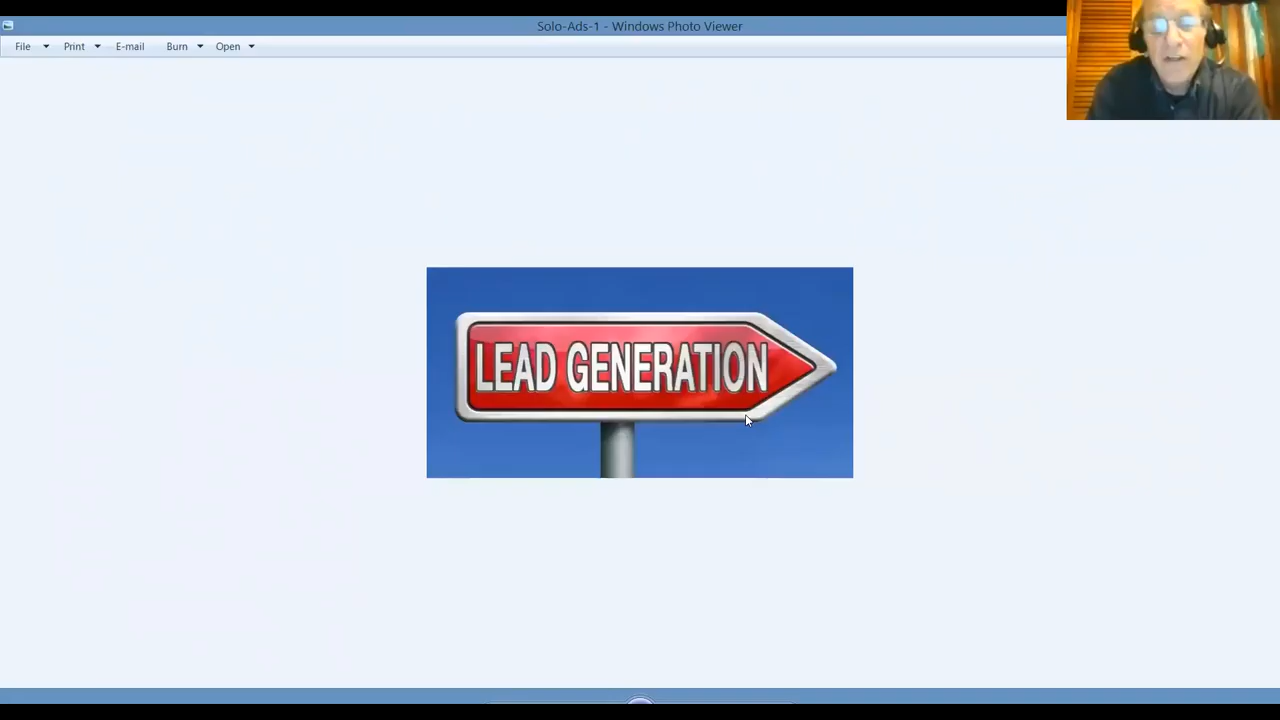 Solo-Ads-1 - Windows Photo Viewer
File Print E-mail Burn Open
LEAD GENERATION